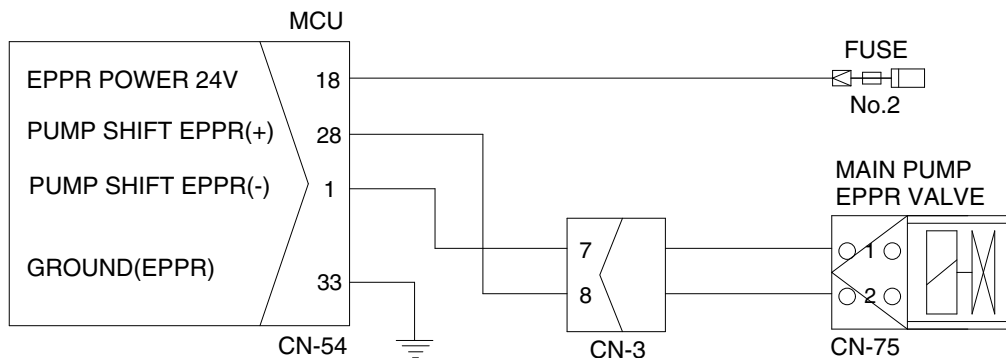 MCU
EPPR POWER 24V
18
FUSE
No.2
PUMP SHIFT EPPR(+)
28
PUMP SHIFT EPPR(-)
1
MAIN PUMP
EPPR VALVE
7
1
GROUND(EPPR)
33
8
2
CN-54
CN-3
CN-75